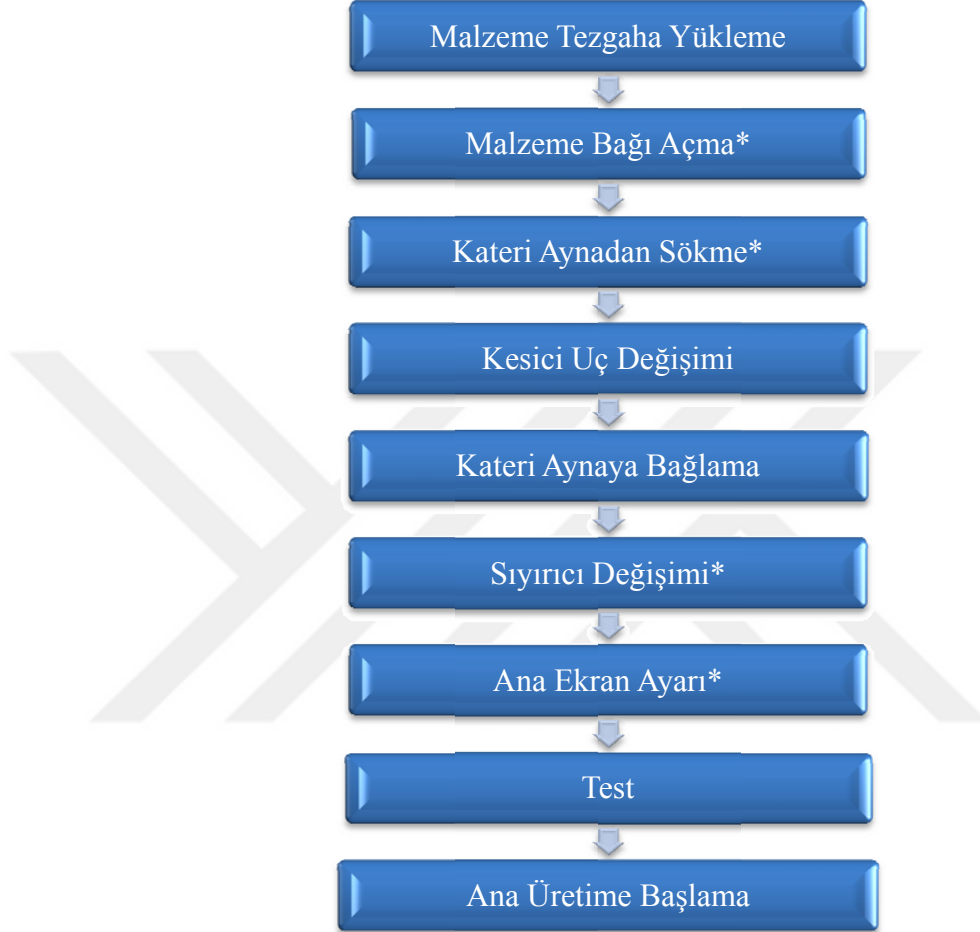 Malzeme Tezgaha Yükleme
Malzeme Bağı Açma*
Kateri Aynadan Sökme*
Kesici Uç Değişimi
Kateri Aynaya Bağlama
Sıyırıcı Değişimi*
Ana Ekran Ayarı*
Test
Ana Üretime Başlama